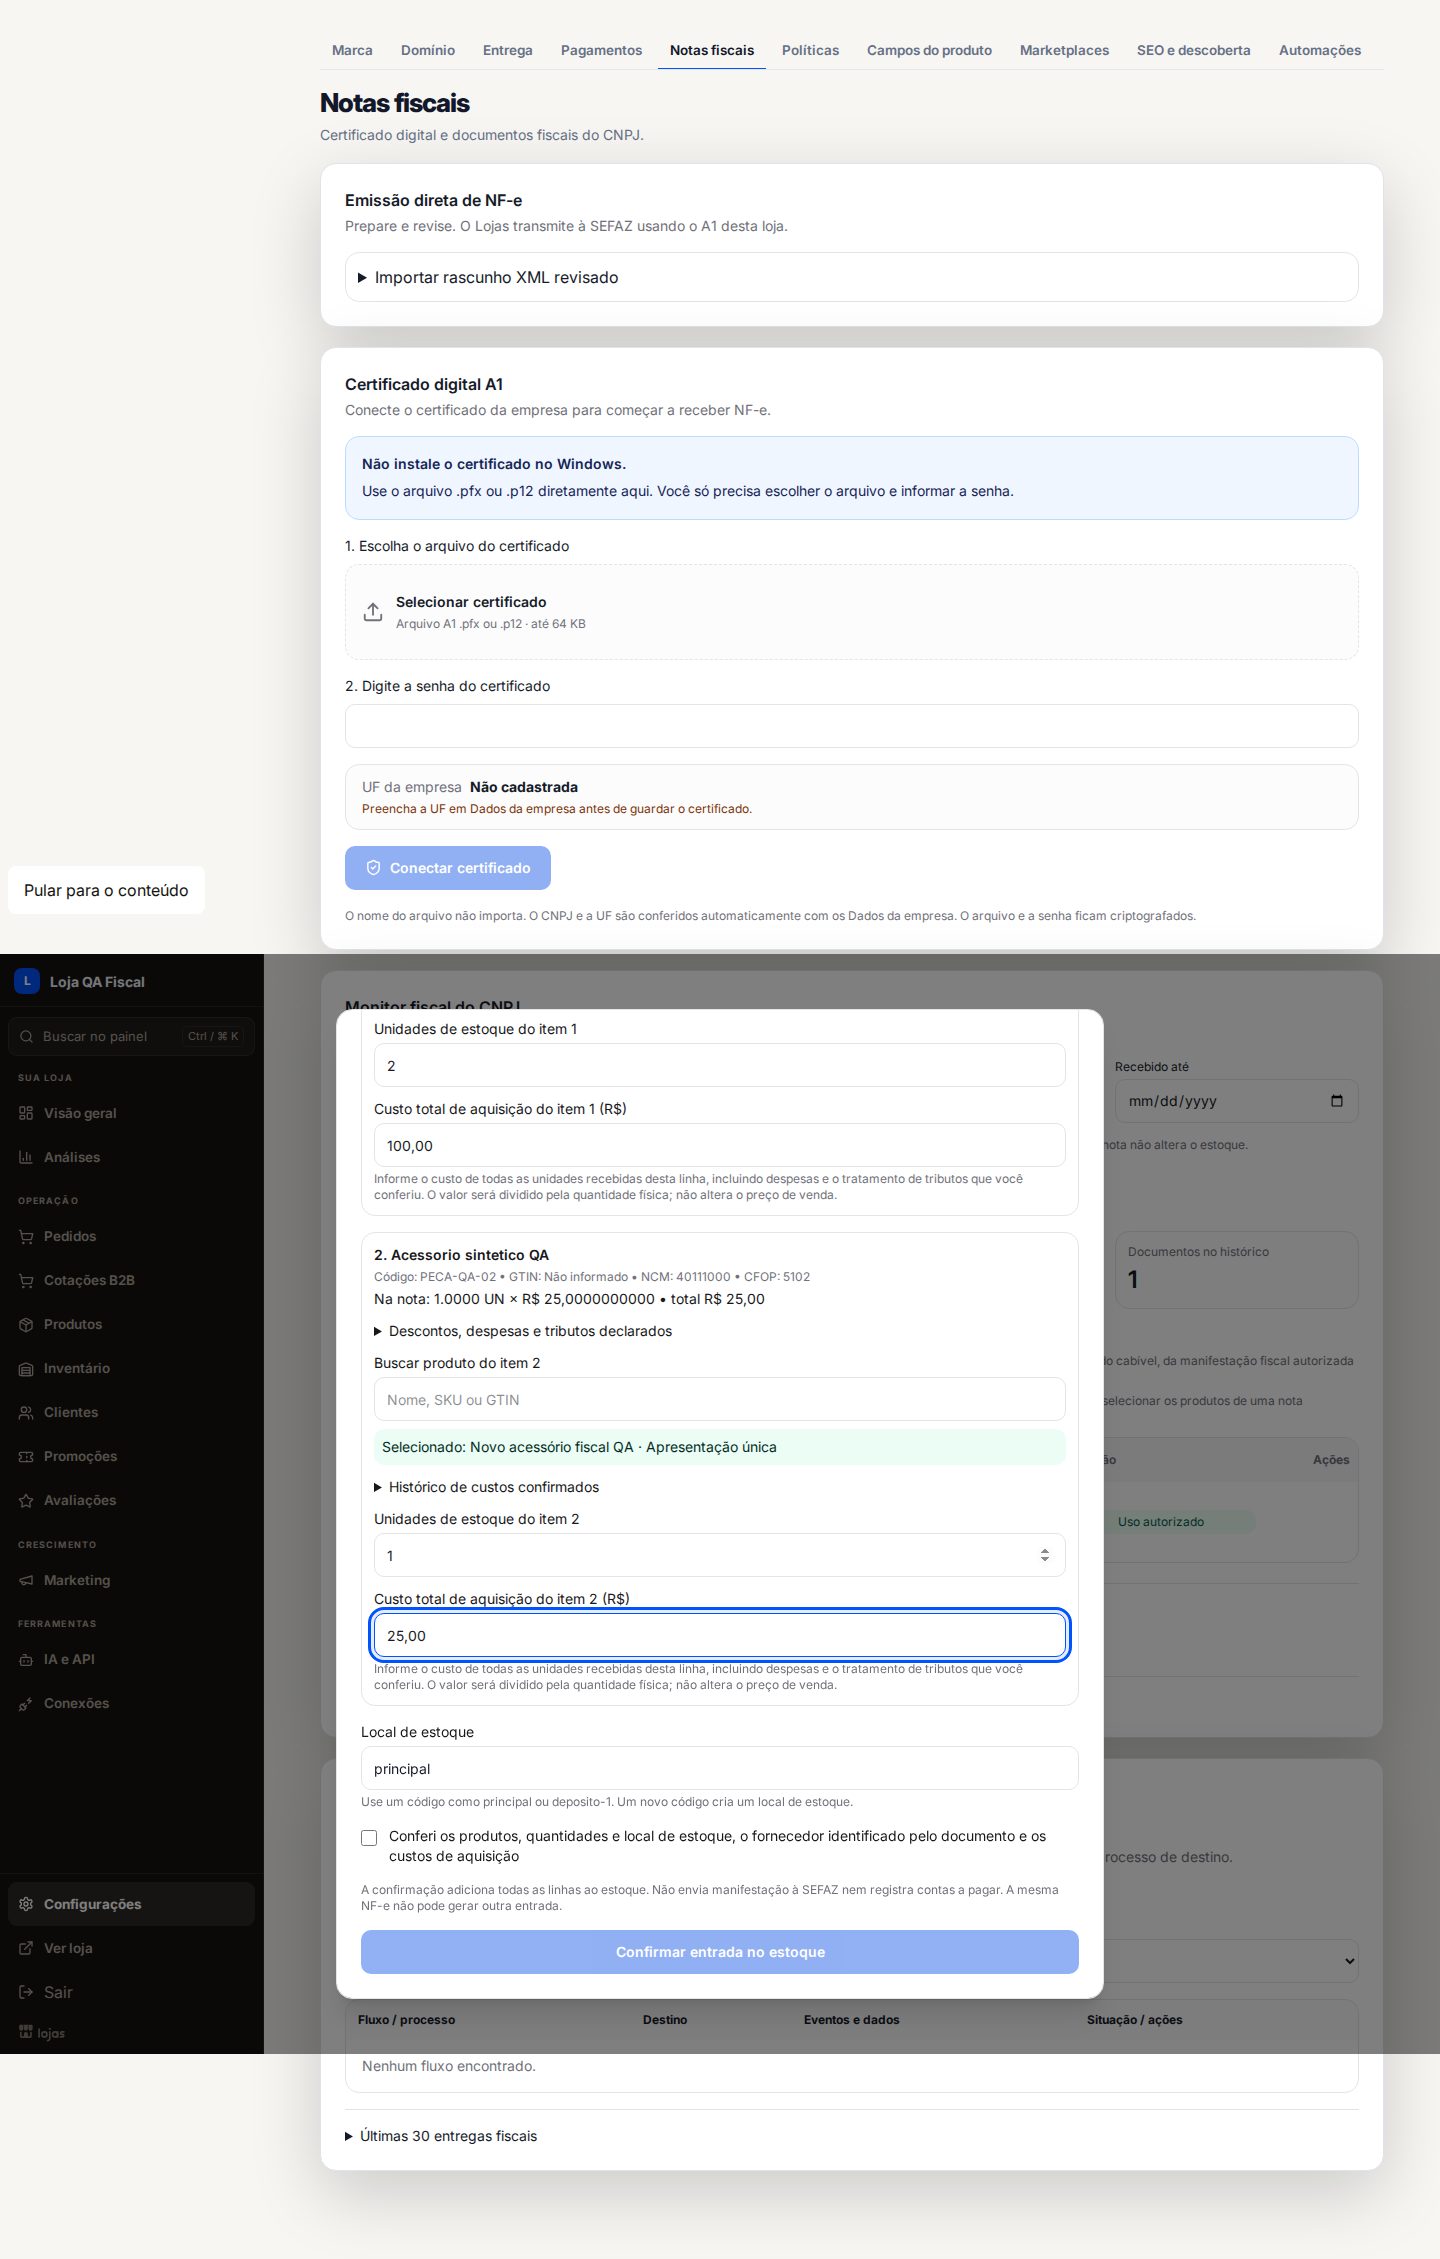 Marca Domínio Entrega Pagamentos Notas fiscais Políticas Campos do produto Marketplaces SEO e descoberta Automações
Notas fiscais
Certificado digital e documentos fiscais do CNPJ.
Emissão direta de NF-e
Prepare e revise. O Lojas transmite à SEFAZ usando o A1 desta loja.
Importar rascunho XML revisado
Certificado digital A1
Conecte o certificado da empresa para começar a receber NF-e.
Não instale o certificado no Windows.
Use o arquivo .pfx ou .p12 diretamente aqui. Você só precisa escolher o arquivo e informar a senha.
1. Escolha o arquivo do certificado
Selecionar certificado
Arquivo A1 .pfx ou .p12 · até 64 KB
2. Digite a senha do certificado
UF da empresa Não cadastrada
Preencha a UF em Dados da empresa antes de guardar o certificado.
Conectar certificado
O nome do arquivo não importa. O CNPJ e a UF são conferidos automaticamente com os Dados da empresa. O arquivo e a senha ficam criptografados.
Pular para o conteúdo
L Loja QA Fiscal
Buscar no painel Ctrl / ⌘ K
SUA LOJA
Visão geral
Análises
OPERAÇÃO
Pedidos
Cotações B2B
Produtos
Inventário
Clientes
Promoções
Avaliações
CRESCIMENTO
Marketing
FERRAMENTAS
IA e API
Conexões
Configurações
Ver loja
Sair
lojas
Monitor fiscal do CNPJ
Unidades de estoque do item 1
2
Custo total de aquisição do item 1 (R$)
100,00
Informe o custo de todas as unidades recebidas desta linha, incluindo despesas e o tratamento de tributos que você
conferiu. O valor será dividido pela quantidade física; não altera o preço de venda.
2. Acessorio sintetico QA
Código: PECA-QA-02 • GTIN: Não informado • NCM: 40111000 • CFOP: 5102
Na nota: 1.0000 UN × R$ 25,0000000000 • total R$ 25,00
Descontos, despesas e tributos declarados
Buscar produto do item 2
Nome, SKU ou GTIN
Selecionado: Novo acessório fiscal QA · Apresentação única
Histórico de custos confirmados
Unidades de estoque do item 2
1
Custo total de aquisição do item 2 (R$)
25,00
Informe o custo de todas as unidades recebidas desta linha, incluindo despesas e o tratamento de tributos que você
conferiu. O valor será dividido pela quantidade física; não altera o preço de venda.
Local de estoque
principal
Use um código como principal ou deposito-1. Um novo código cria um local de estoque.
Conferi os produtos, quantidades e local de estoque, o fornecedor identificado pelo documento e os
custos de aquisição
A confirmação adiciona todas as linhas ao estoque. Não envia manifestação à SEFAZ nem registra contas a pagar. A mesma
NF-e não pode gerar outra entrada.
Confirmar entrada no estoque
Recebido até
mm/dd/yyyy
nota não altera o estoque.
Documentos no histórico
1
do cabível, da manifestação fiscal autorizada
selecionar os produtos de uma nota
ão Ações
Uso autorizado
rocesso de destino.
Fluxo / processo Destino Eventos e dados Situação / ações
Nenhum fluxo encontrado.
Últimas 30 entregas fiscais